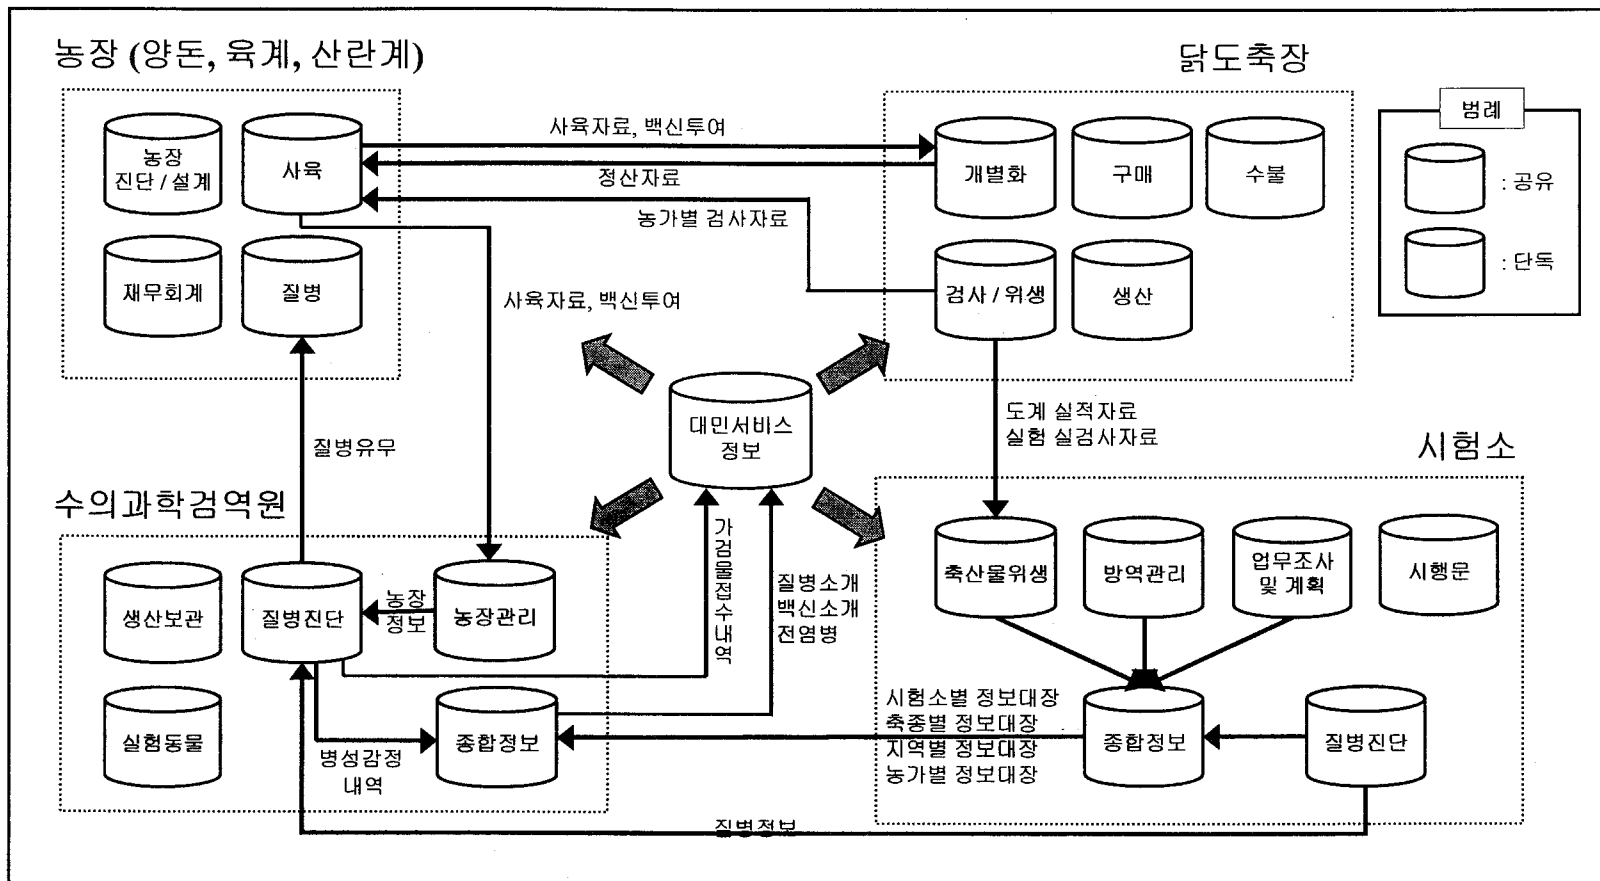 농장 (양돈, 육계, 산란계)
농장
진단 / 설계
사육
재무회계
질병
사육자료, 백신투여
정산자료
농가별 검사자료
닭도축장
개별화
구매
수불
검사 / 위생
생산
범례
: 공유
: 단독
사육자료, 백신투여
대민서비스
정보
도계 실적자료
실험 실검사자료
질병유무
수의과학검역원
생산보관
질병진단
농장
정보
농장관리
실험동물
병성감정
내역
종합정보
가
검
물
접
수
내
역
질병소개
백신소개
전염병
시험소
축산물위생
방역관리
업무조사
및 계획
시행문
시험소별 정보대장
축종별 정보대장
지역별 정보대장
농가별 정보대장
종합정보
질병진단
질병정보